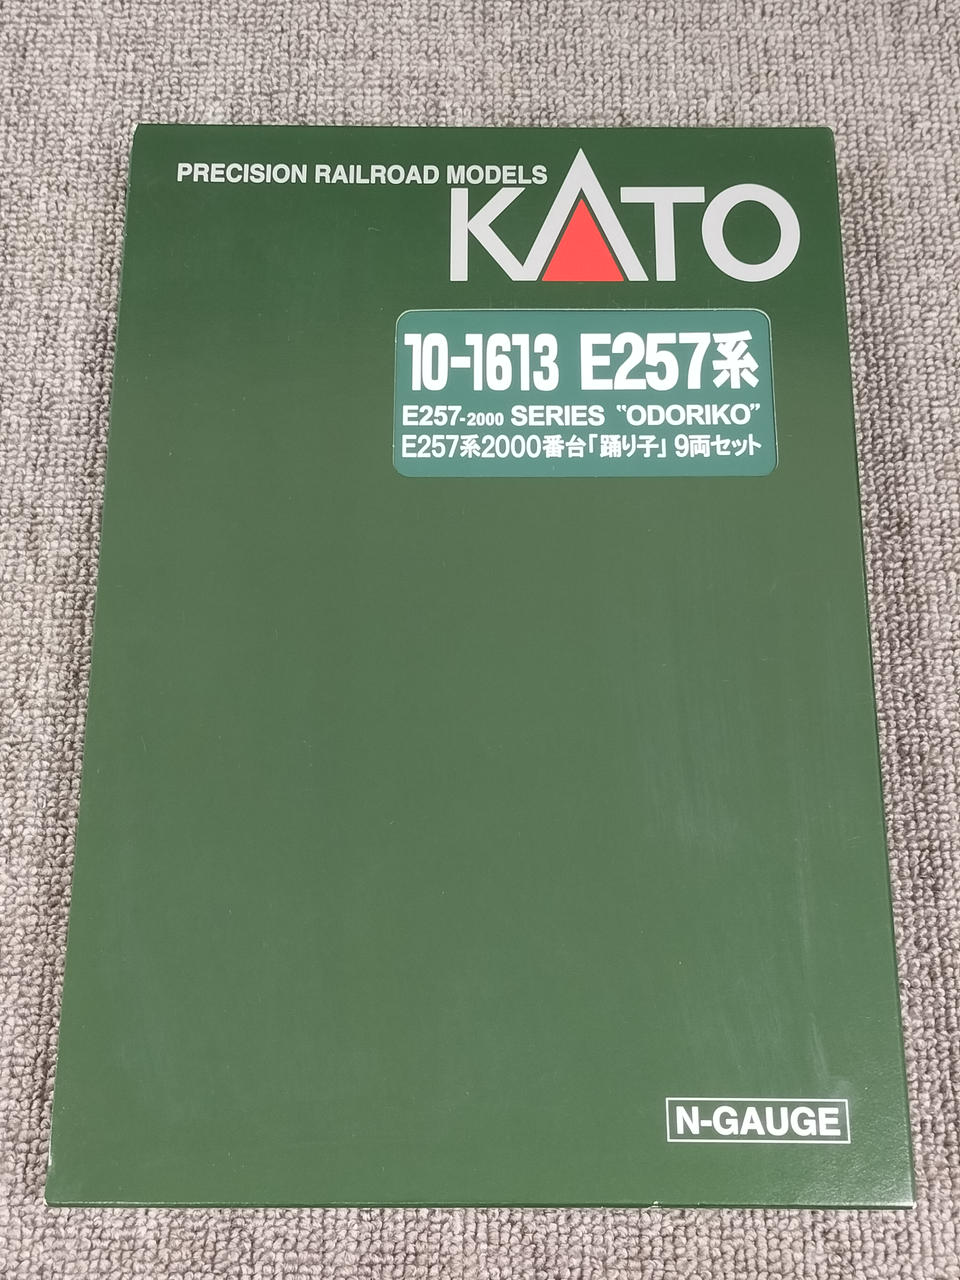 PRECISION RAILROAD MODELS
KATO
10-1613 E257系
E257-2000 SERIES “ODORIKO”
E257系2000番台「踊り子」9両セット
N-GAUGE